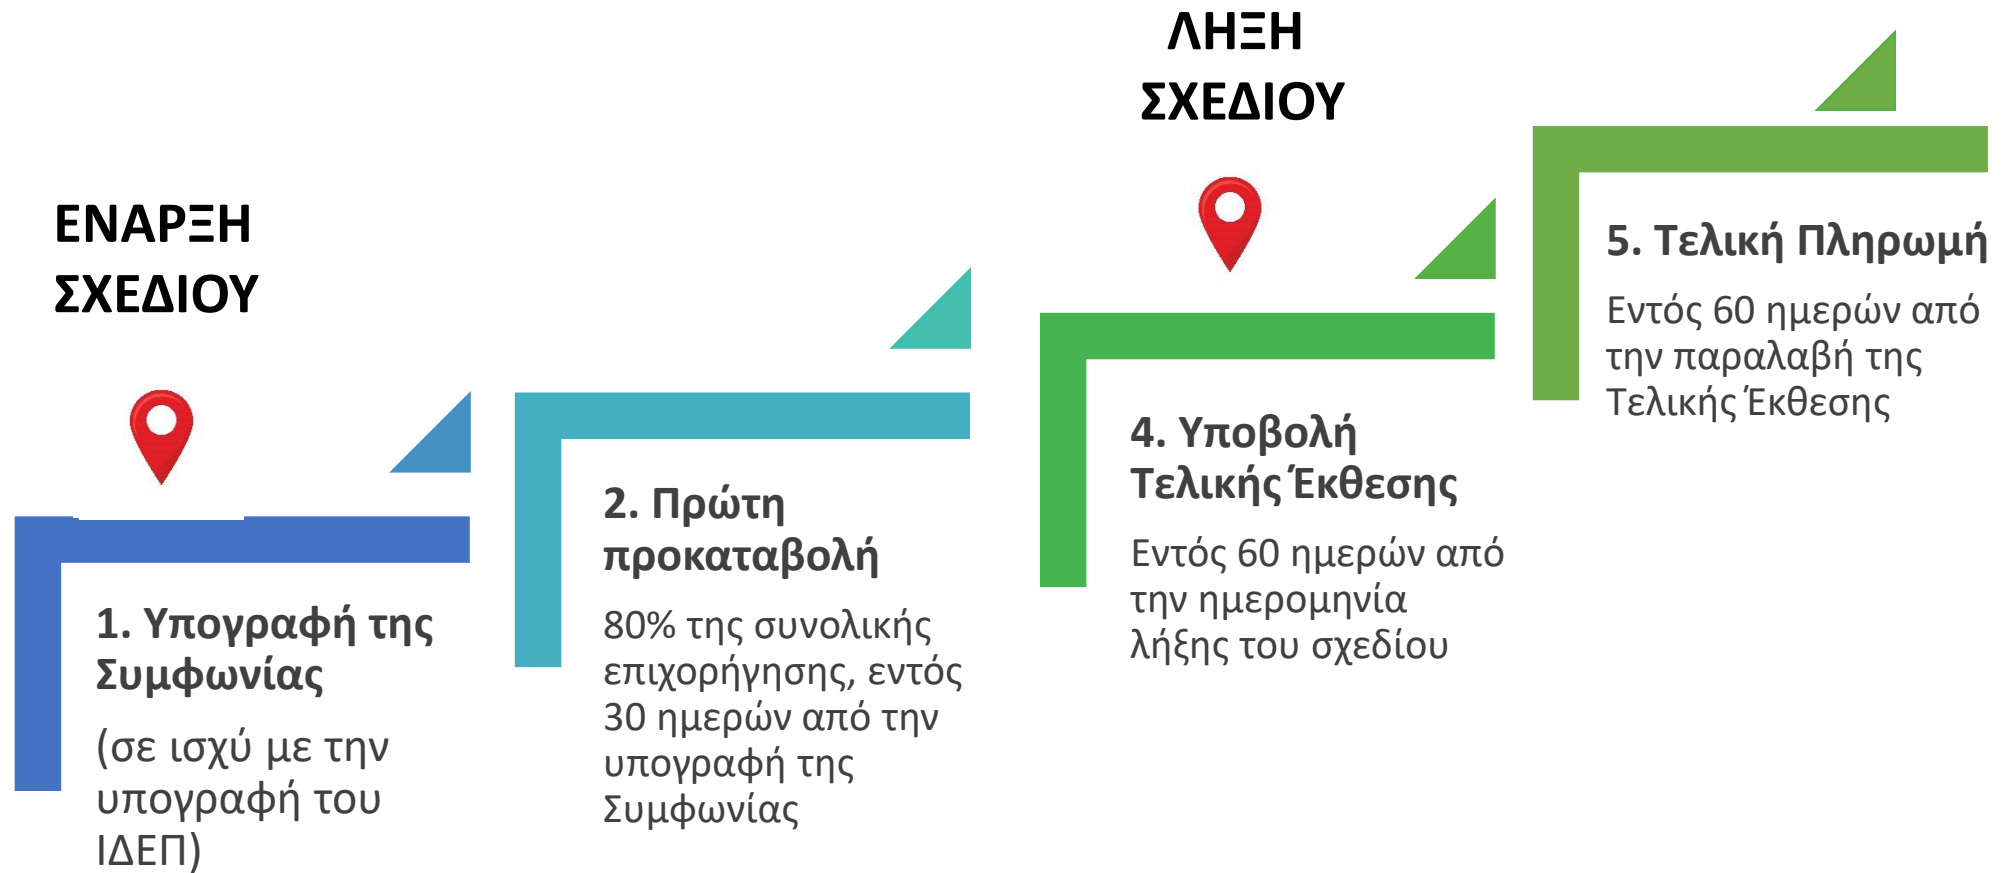 ΕΝΑΡΞΗ
ΣΧΕΔΙΟΥ
1. Υπογραφή της
Συμφωνίας
(σε ισχύ με την
υπογραφή του
ΙΔΕΠ)
2. Πρώτη
προκαταβολή
80% της συνολικής
επιχορήγησης, εντός
30 ημερών από την
υπογραφή της
Συμφωνίας
ΛΗΞΗ
ΣΧΕΔΙΟΥ
4. Υποβολή
Τελικής Έκθεσης
Εντός 60 ημερών από
την ημερομηνία
λήξης του σχεδίου
5. Τελική Πληρωμή
Εντός 60 ημερών από
την παραλαβή της
Τελικής Έκθεσης